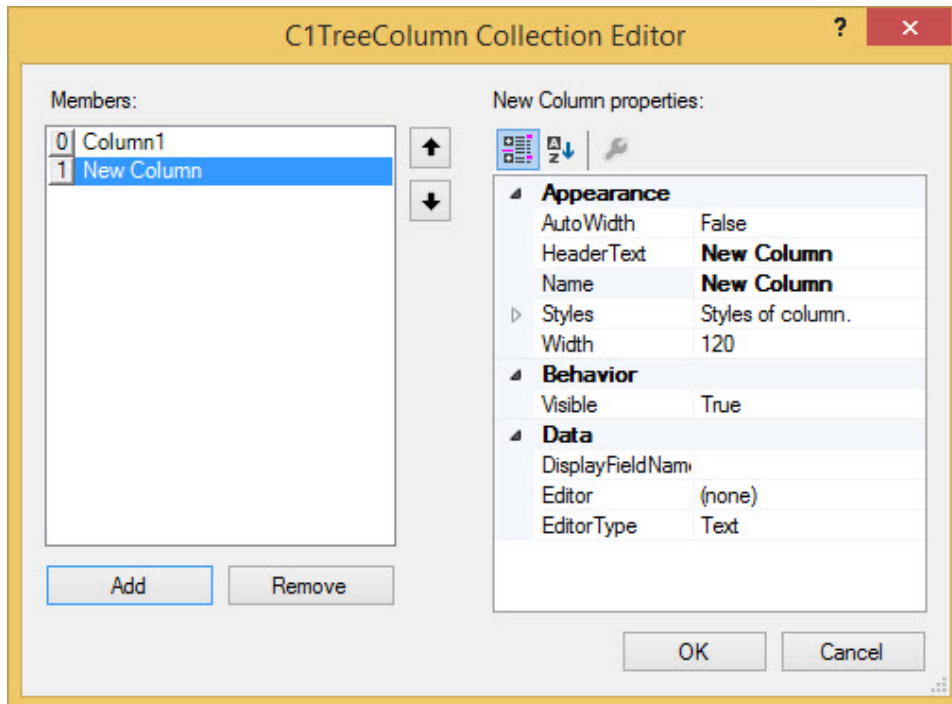 C1TreeColumn Collection Editor ? ×
Members:
0 Column1
1 New Column
Add Remove
New Column properties:
A Z
Appearance
AutoWidth False
HeaderText New Column
Name New Column
Styles Styles of column.
Width 120
Behavior
Visible True
Data
DisplayFieldName
Editor (none)
EditorType Text
OK Cancel